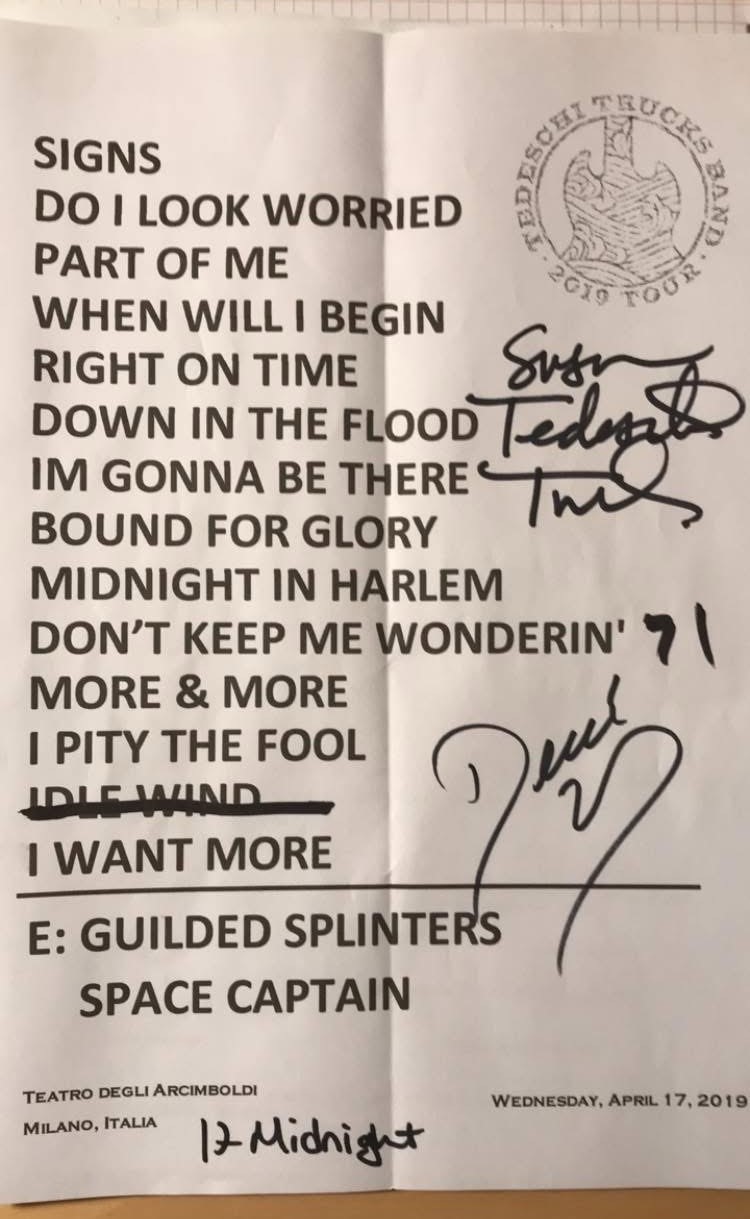 TEDESCHI TRUCKS BAND · 2019 TOUR ·
SIGNS
DO I LOOK WORRIED
PART OF ME
WHEN WILL I BEGIN
RIGHT ON TIME
Susan
DOWN IN THE FLOOD
Tedeschi
IM GONNA BE THERE
BOUND FOR GLORY
MIDNIGHT IN HARLEM
DON'T KEEP ME WONDERIN' 71
MORE & MORE
I PITY THE FOOL
Derek
IDLE WIND
I WANT MORE
E: GUILDED SPLINTERS
SPACE CAPTAIN
TEATRO DEGLI ARCIMBOLDI
WEDNESDAY, APRIL 17, 2019
MILANO, ITALIA
12 Midnight